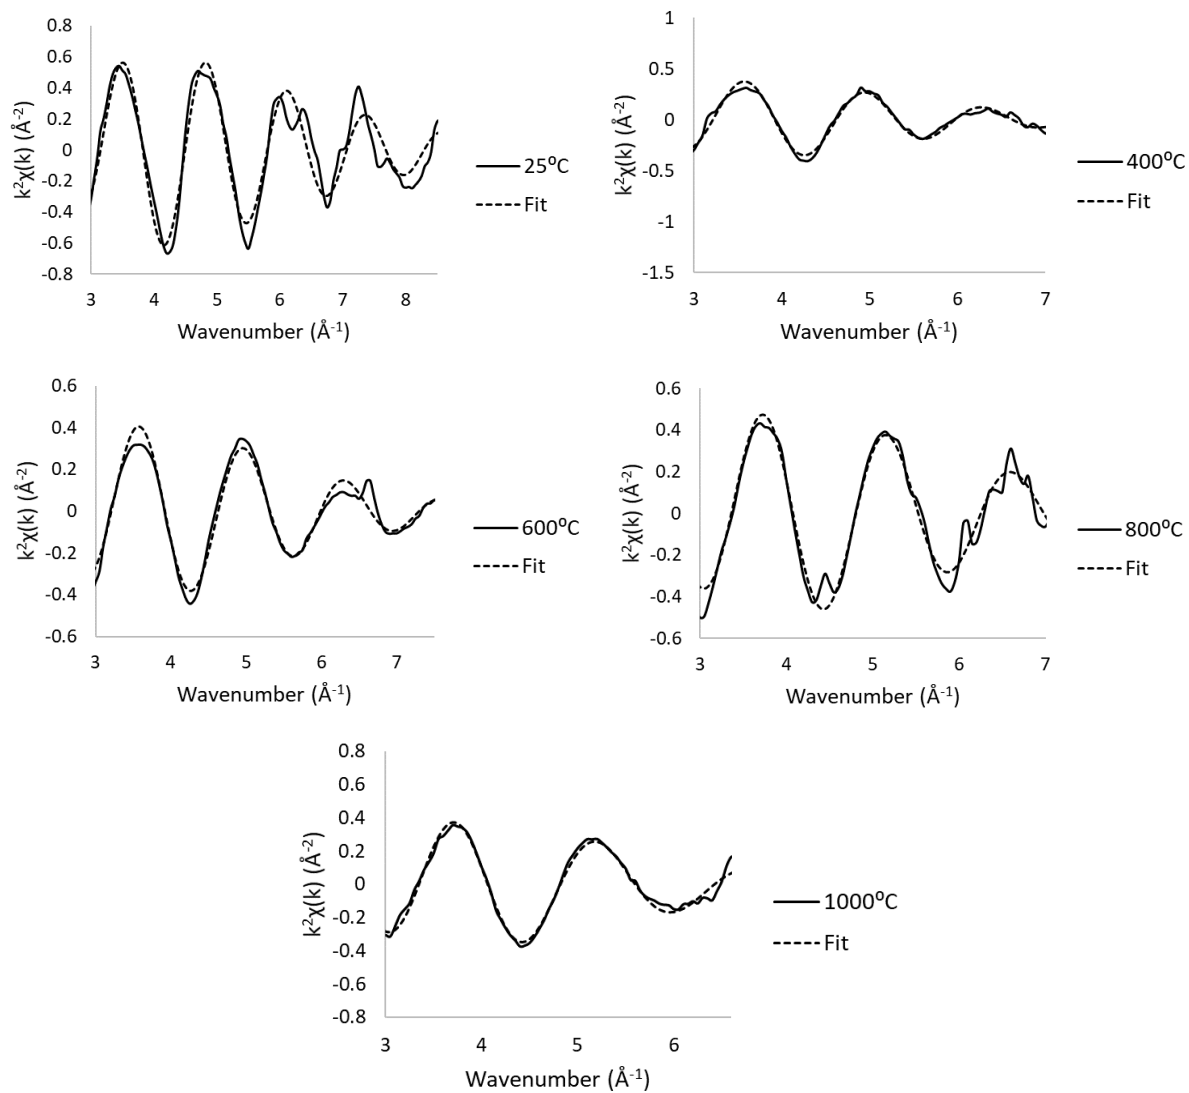 0.8
0.6
0.4
0.2
0
-0.2
-0.4
-0.6
-0.8
k²χ(k) (Å⁻²)
3 4 5 6 7 8
Wavenumber (Å⁻¹)
25⁰C
Fit
1
0.5
0
-0.5
-1
-1.5
k²χ(k) (Å⁻²)
3 4 5 6 7
Wavenumber (Å⁻¹)
400⁰C
Fit
0.6
0.4
0.2
0
-0.2
-0.4
-0.6
k²χ(k) (Å⁻²)
3 4 5 6 7
Wavenumber (Å⁻¹)
600⁰C
Fit
0.6
0.4
0.2
0
-0.2
-0.4
-0.6
k²χ(k) (Å⁻²)
3 4 5 6 7
Wavenumber (Å⁻¹)
800⁰C
Fit
0.8
0.6
0.4
0.2
0
-0.2
-0.4
-0.6
-0.8
k²χ(k) (Å⁻²)
3 4 5 6
Wavenumber (Å⁻¹)
1000⁰C
Fit